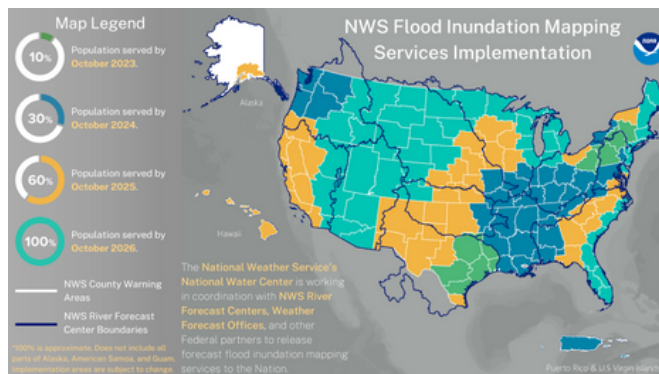 Map Legend
10%
Population served by
October 2023.
30%
Population served by
October 2024.
60%
Population served by
October 2025.
100%
Population served by
October 2026.
NWS County Warning
Areas
NWS River Forecast
Center Boundaries
*100% is approximate. Does not include all
parts of Alaska, American Samoa, and Guam.
Implementation areas are subject to change.
NWS Flood Inundation Mapping
Services Implementation
NOAA
Alaska
Hawaii
The National Weather Service's
National Water Center is working
in coordination with NWS River
Forecast Centers, Weather
Forecast Offices, and other
Federal partners to release
forecast flood inundation mapping
services to the Nation.
Puerto Rico & U.S Virgin Islands